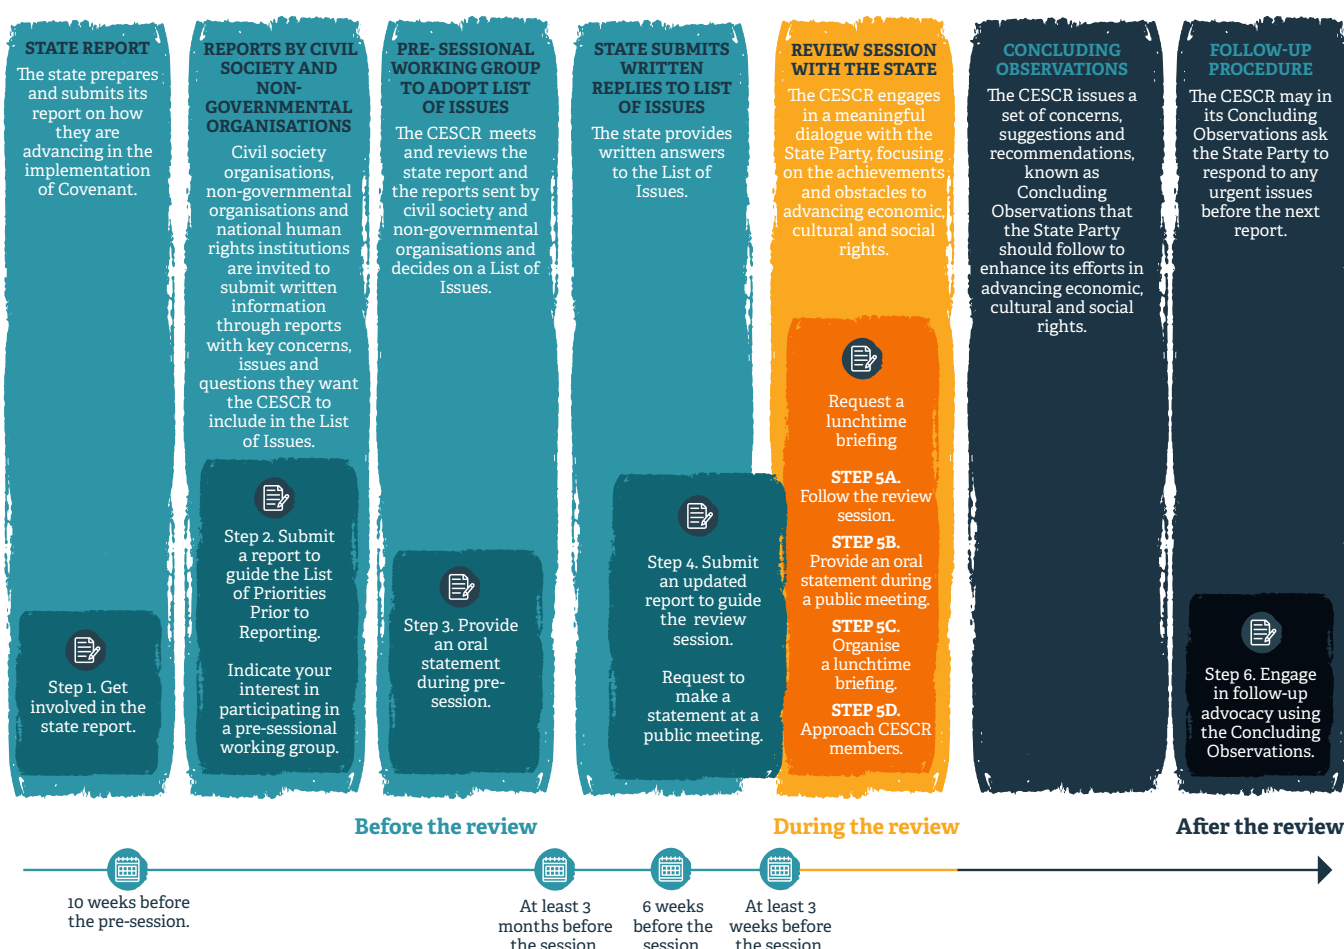 STATE REPORT
The state prepares
and submits its
report on how
they are
advancing in the
implementation
of Covenant.
Step 1. Get
involved in the
state report.
REPORTS BY CIVIL
SOCIETY AND
NON-
GOVERNMENTAL
ORGANISATIONS
Civil society
organisations,
non-governmental
organisations and
national human
rights institutions
are invited to
submit written
information
through reports
with key concerns,
issues and
questions they want
the CESCR to
include in the List
of Issues.
Step 2. Submit
a report to
guide the List
of Priorities
Prior to
Reporting.
Indicate your
interest in
participating in
a pre-sessional
working group.
PRE- SESSIONAL
WORKING GROUP
TO ADOPT LIST
OF ISSUES
The CESCR meets
and reviews the
state report and
the reports sent by
civil society and
non-governmental
organisations and
decides on a List of
Issues.
Step 3. Provide
an oral
statement
during pre-
session.
STATE SUBMITS
WRITTEN
REPLIES TO LIST
OF ISSUES
The state provides
written answers
to the List of
Issues.
Step 4. Submit
an updated
report to guide
the review
session.
Request to
make a
statement at a
public meeting.
REVIEW SESSION
WITH THE STATE
The CESCR engages
in a meaningful
dialogue with the
State Party, focusing
on the achievements
and obstacles to
advancing economic,
cultural and social
rights.
Request a
lunchtime
briefing
STEP 5A.
Follow the review
session.
STEP 5B.
Provide an oral
statement during
a public meeting.
STEP 5C.
Organise
a lunchtime
briefing.
STEP 5D.
Approach CESCR
members.
CONCLUDING
OBSERVATIONS
The CESCR issues a
set of concerns,
suggestions and
recommendations,
known as
Concluding
Observations that
the State Party
should follow to
enhance its efforts in
advancing economic,
cultural and social
rights.
FOLLOW-UP
PROCEDURE
The CESCR may in
its Concluding
Observations ask
the State Party to
respond to any
urgent issues
before the next
report.
Step 6. Engage
in follow-up
advocacy using
the Concluding
Observations.
Before the review
During the review
After the review
10 weeks before
the pre-session.
At least 3
months before
the session
6 weeks
before the
session
At least 3
weeks before
the session